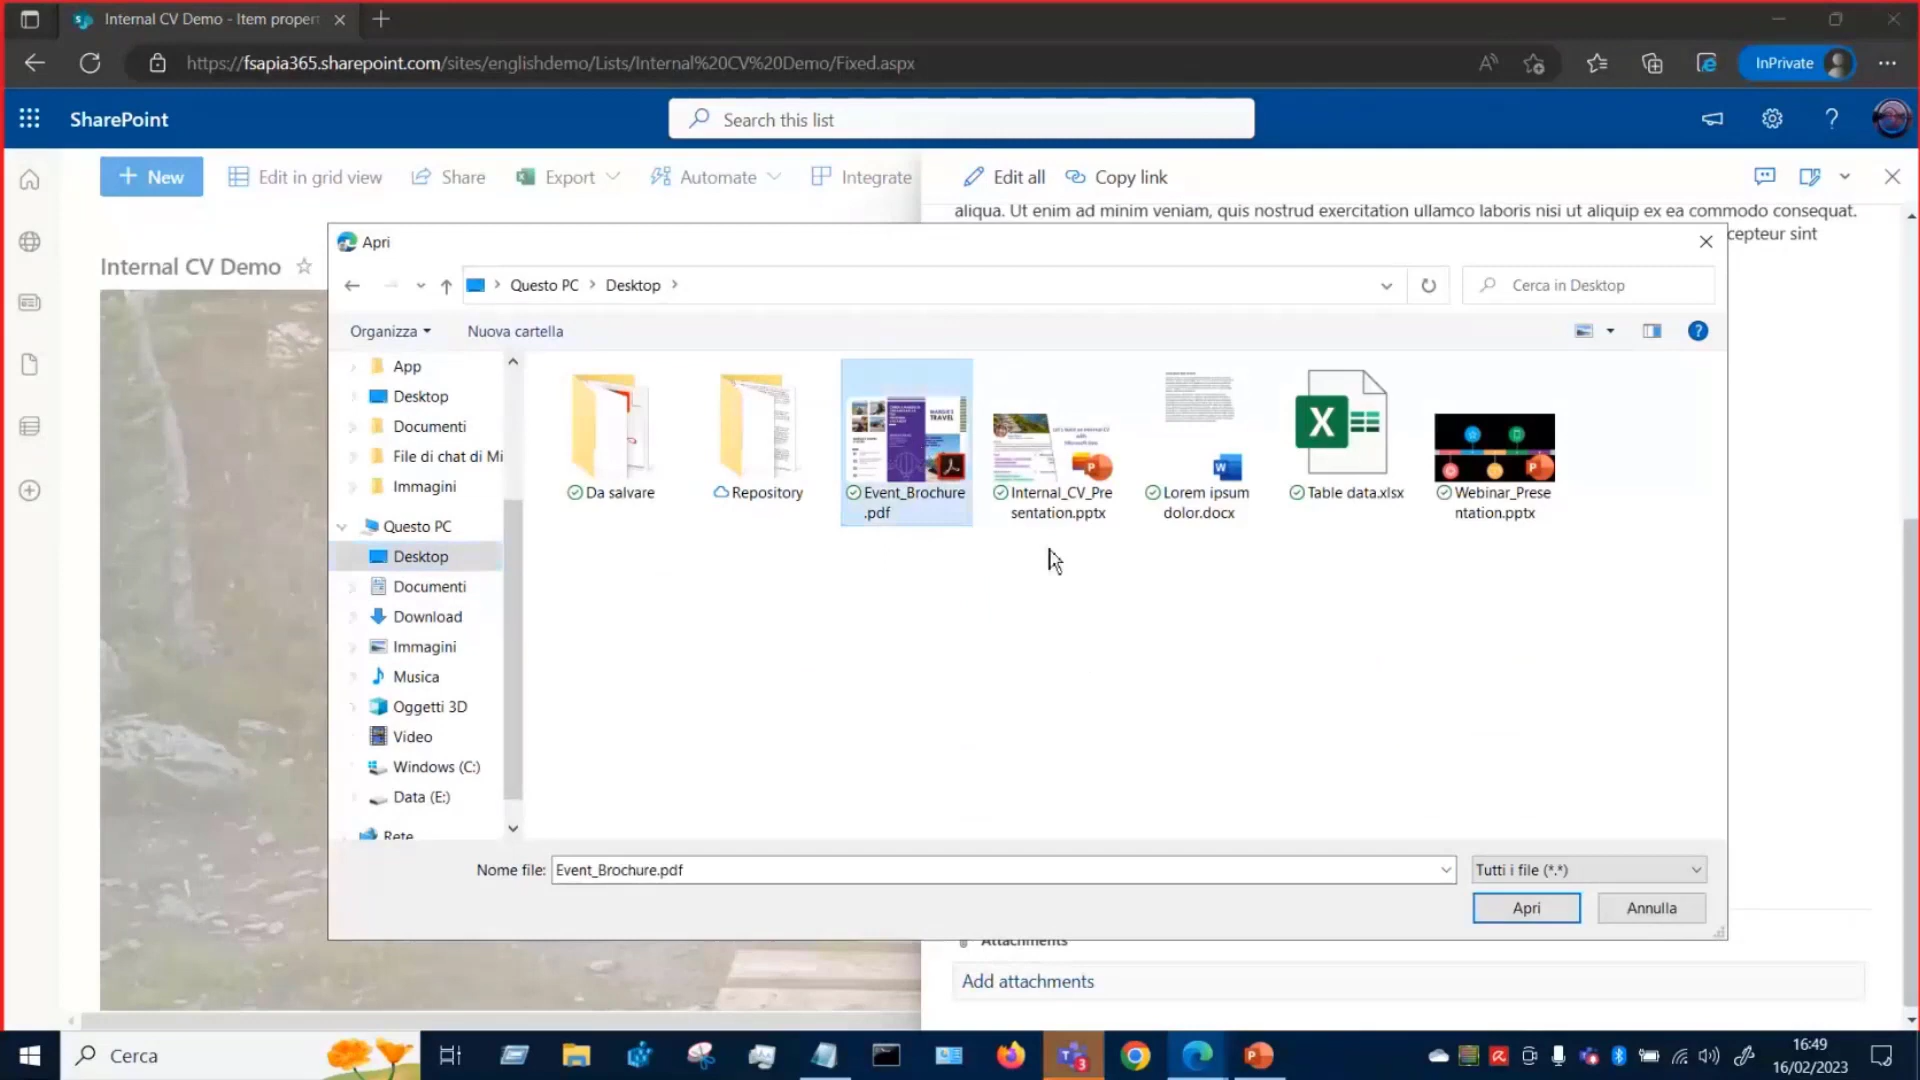 Internal CV Demo - Item propert
https://fsapia365.sharepoint.com/sites/englishdemo/Lists/Internal%20CV%20Demo/Fixed.aspx
InPrivate
SharePoint
Search this list
New
Edit in grid view
Share
Export
Automate
Integrate
Edit all
Copy link
aliqua. Ut enim ad minim veniam, quis nostrud exercitation ullamco laboris nisi ut aliquip ex ea commodo consequat.
cepteur sint
Internal CV Demo
Apri
Questo PC
Desktop
Cerca in Desktop
Organizza
Nuova cartella
App
Desktop
Documenti
File di chat di Mi
Immagini
Questo PC
Desktop
Documenti
Download
Immagini
Musica
Oggetti 3D
Video
Windows (C:)
Data (E:)
Rete
Da salvare
Repository
Event_Brochure
.pdf
Internal_CV_Pre
sentation.pptx
Lorem ipsum
dolor.docx
Table data.xlsx
Webinar_Prese
ntation.pptx
Nome file:
Event_Brochure.pdf
Tutti i file (*.*)
Apri
Annulla
Attachments
Add attachments
Cerca
16:49
16/02/2023